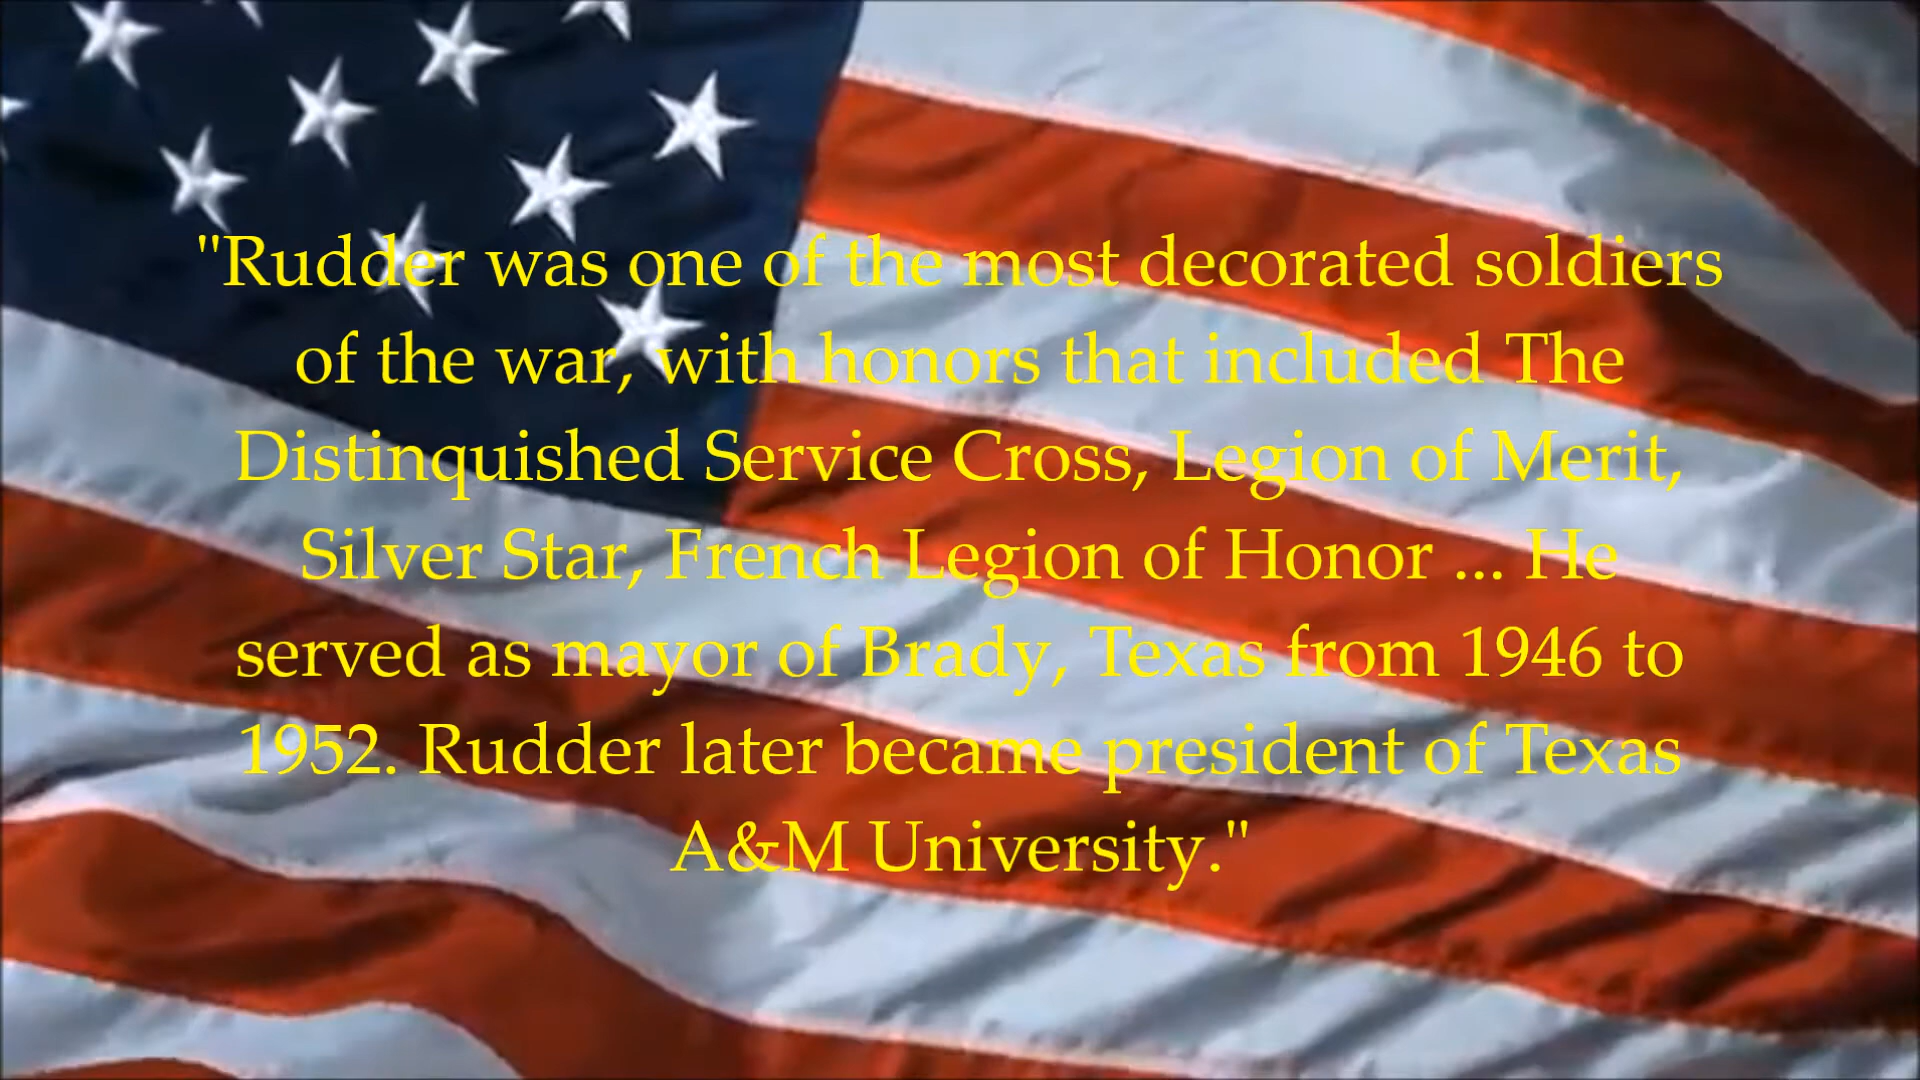 "Rudder was one of the most decorated soldiers
of the war, with honors that included The
Distinquished Service Cross, Legion of Merit,
Silver Star, French Legion of Honor ... He
served as mayor of Brady, Texas from 1946 to
1952. Rudder later became president of Texas
A&M University."